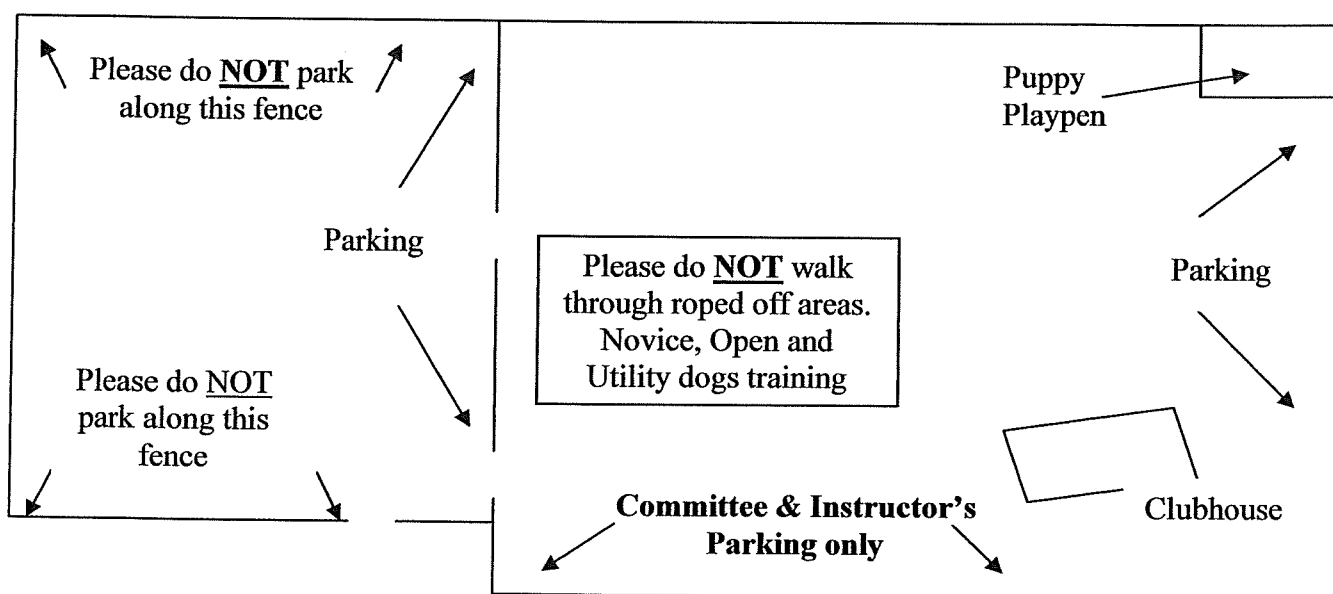 Please do NOT park
along this fence
Puppy
Playpen
Parking
Please do NOT walk
through roped off areas.
Novice, Open and
Utility dogs training
Parking
Please do NOT
park along this
fence
Committee & Instructor's
Parking only
Clubhouse